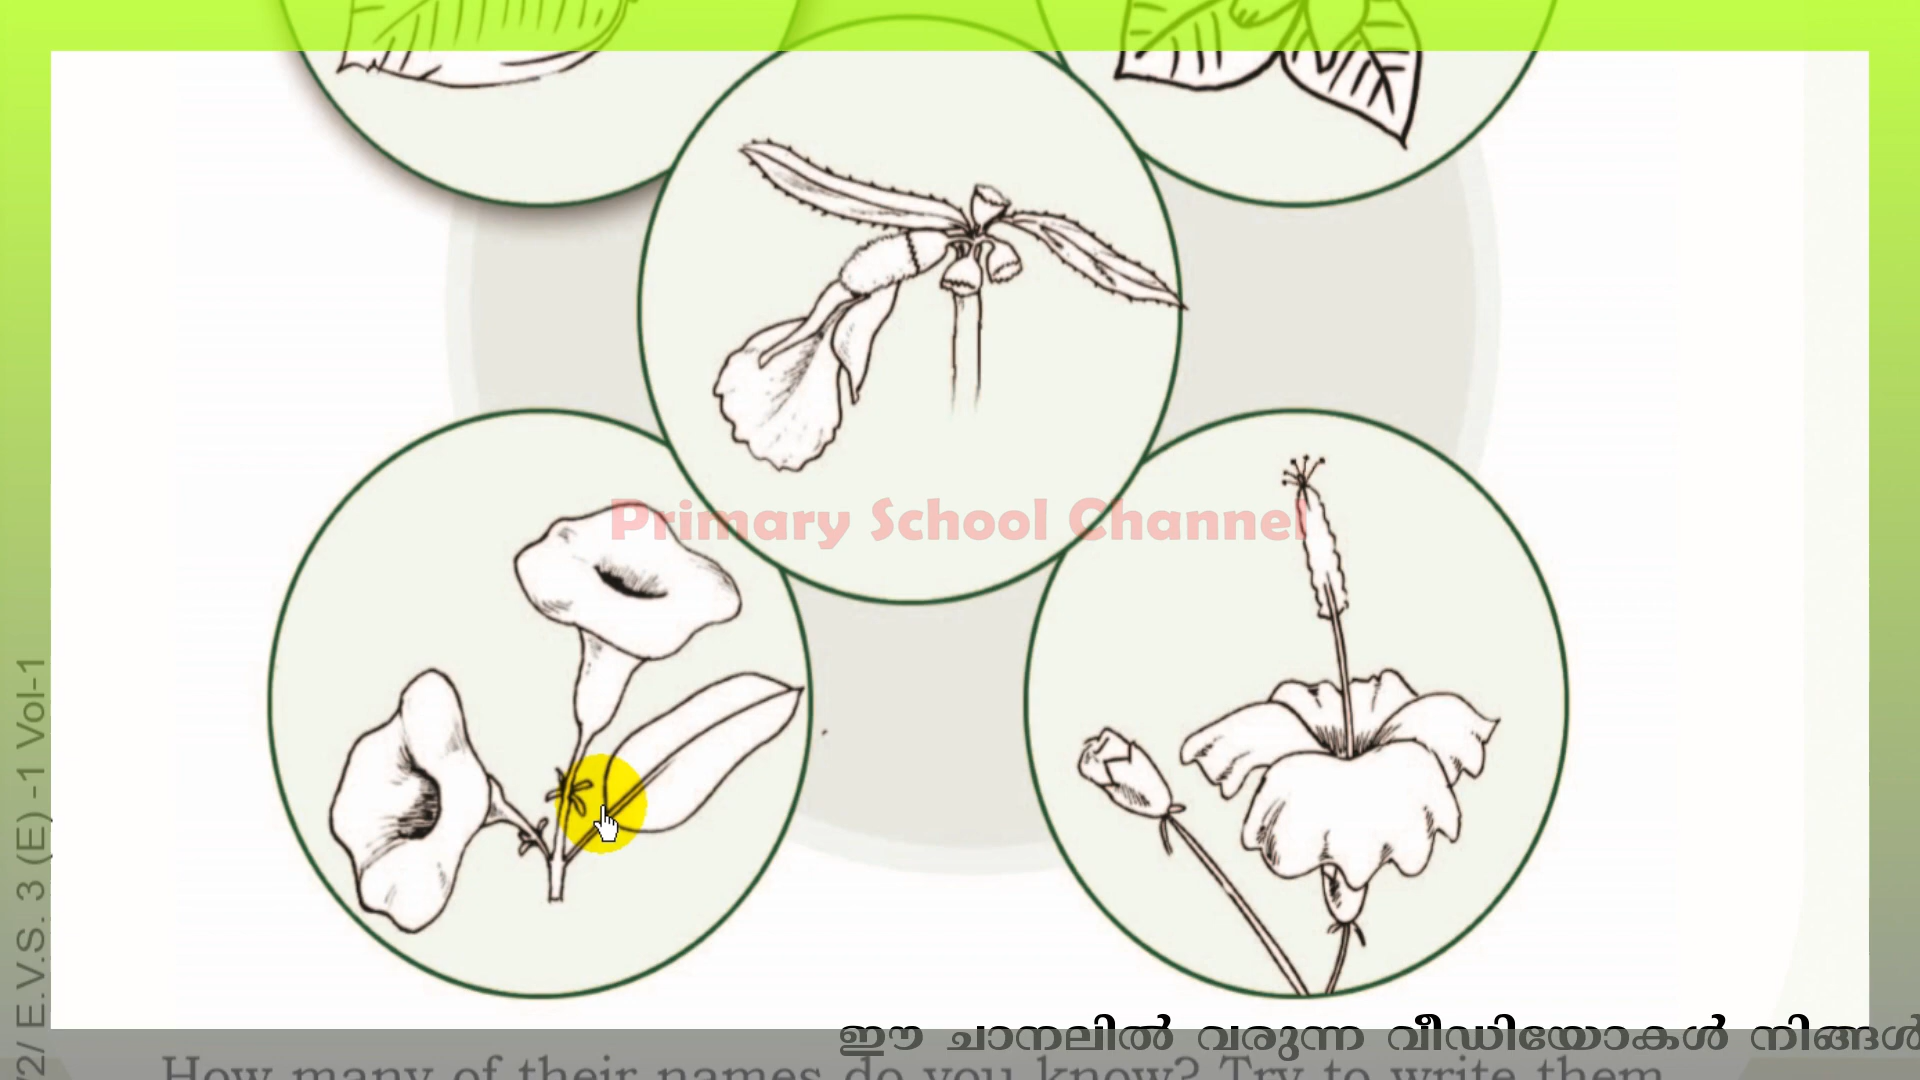 Primary School Channel
/2/ E.V.S. 3 (E) -1 Vol-1
ഈ ചാനലിൽ വരുന്ന വീഡിയോകൾ നിങ്ങൾ
How many of their names do you know? Try to write them